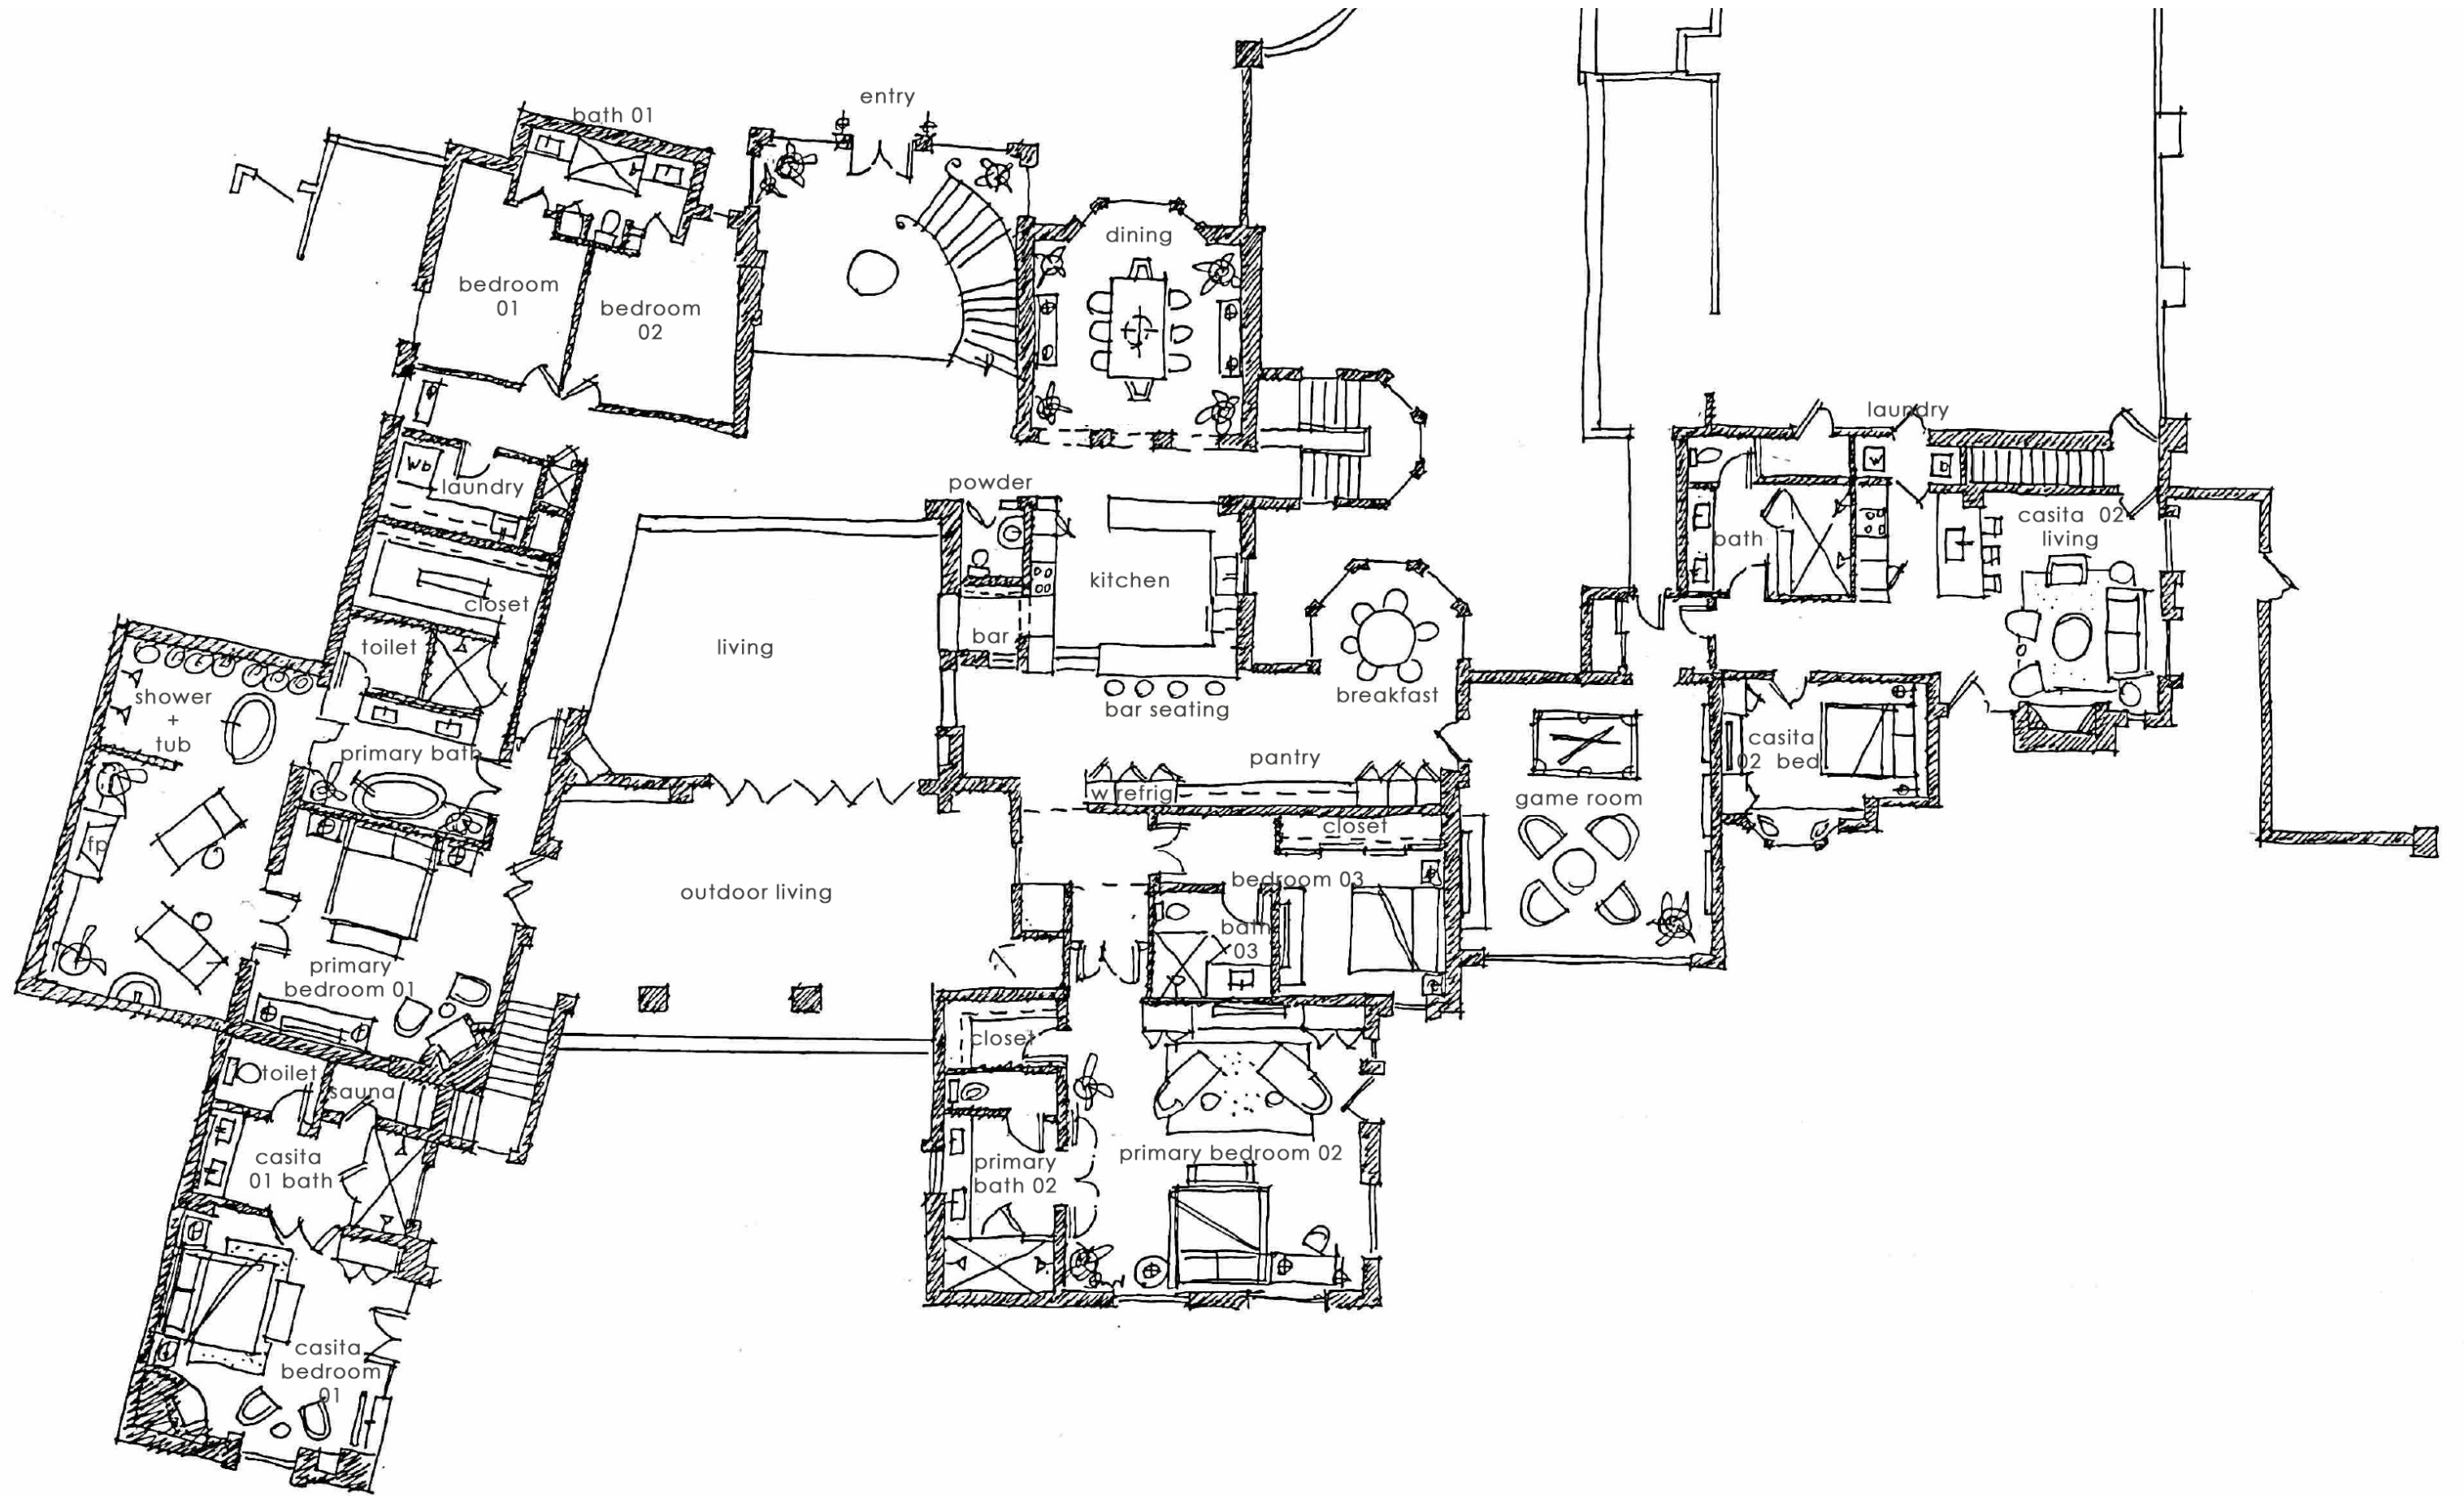 entry
bath 01
dining
bedroom
01
bedroom
02
laundry
powder
Wb
laundry
W
D
casita 02
living
bath
kitchen
closet
toilet
living
bar
breakfast
bar seating
shower
+
tub
primary bath
pantry
casita
02 bed
w refrig
game room
closet
fp
bedroom 03
outdoor living
bath
03
primary
bedroom 01
closet
toilet
sauna
casita
01 bath
primary
bath 02
primary bedroom 02
casita
bedroom
01